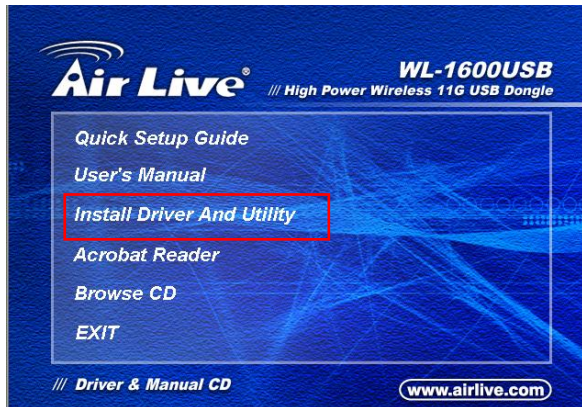 Air Live®
WL-1600USB
/// High Power Wireless 11G USB Dongle
Quick Setup Guide
User's Manual
Install Driver And Utility
Acrobat Reader
Browse CD
EXIT
/// Driver & Manual CD
www.airlive.com